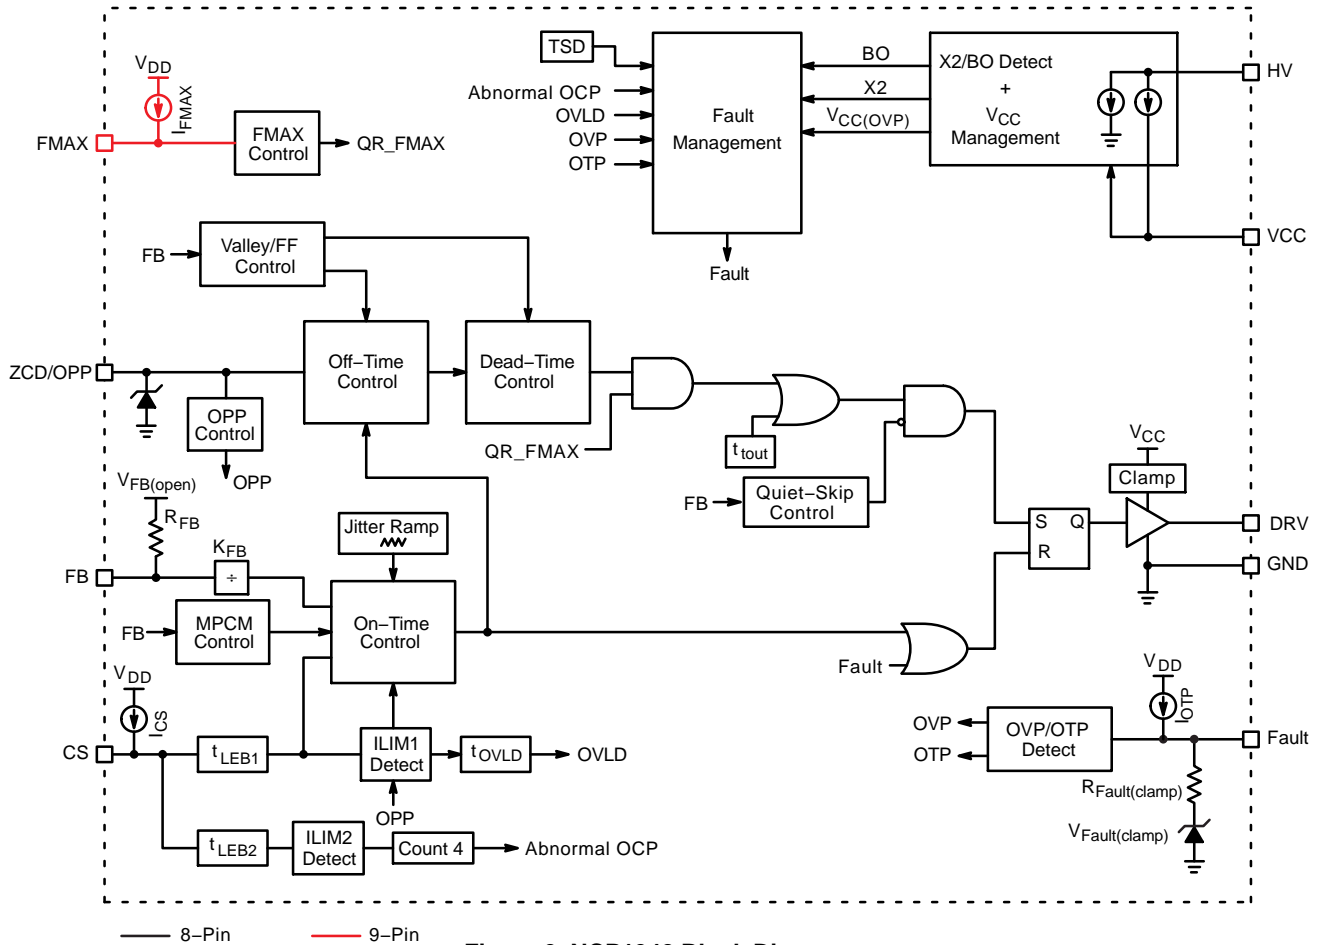 TSD
Abnormal OCP
OVLD
OVP
OTP
Fault
Management
Fault
BO
X2
VCC(OVP)
X2/BO Detect
+
VCC
Management
HV
VCC
VDD
IFMAX
FMAX
FMAX
Control
QR_FMAX
FB
Valley/FF
Control
ZCD/OPP
Off–Time
Control
Dead–Time
Control
OPP
Control
OPP
QR_FMAX
t tout
FB
Quiet–Skip
Control
VCC
Clamp
S Q
R
DRV
GND
VFB(open)
RFB
FB
KFB
÷
Jitter Ramp
FB
MPCM
Control
On–Time
Control
Fault
VDD
ICS
CS
t LEB1
ILIM1
Detect
tOVLD
OVLD
OPP
t LEB2
ILIM2
Detect
Count 4
Abnormal OCP
VDD
IOTP
OVP
OTP
OVP/OTP
Detect
Fault
RFault(clamp)
VFault(clamp)
8–Pin
9–Pin